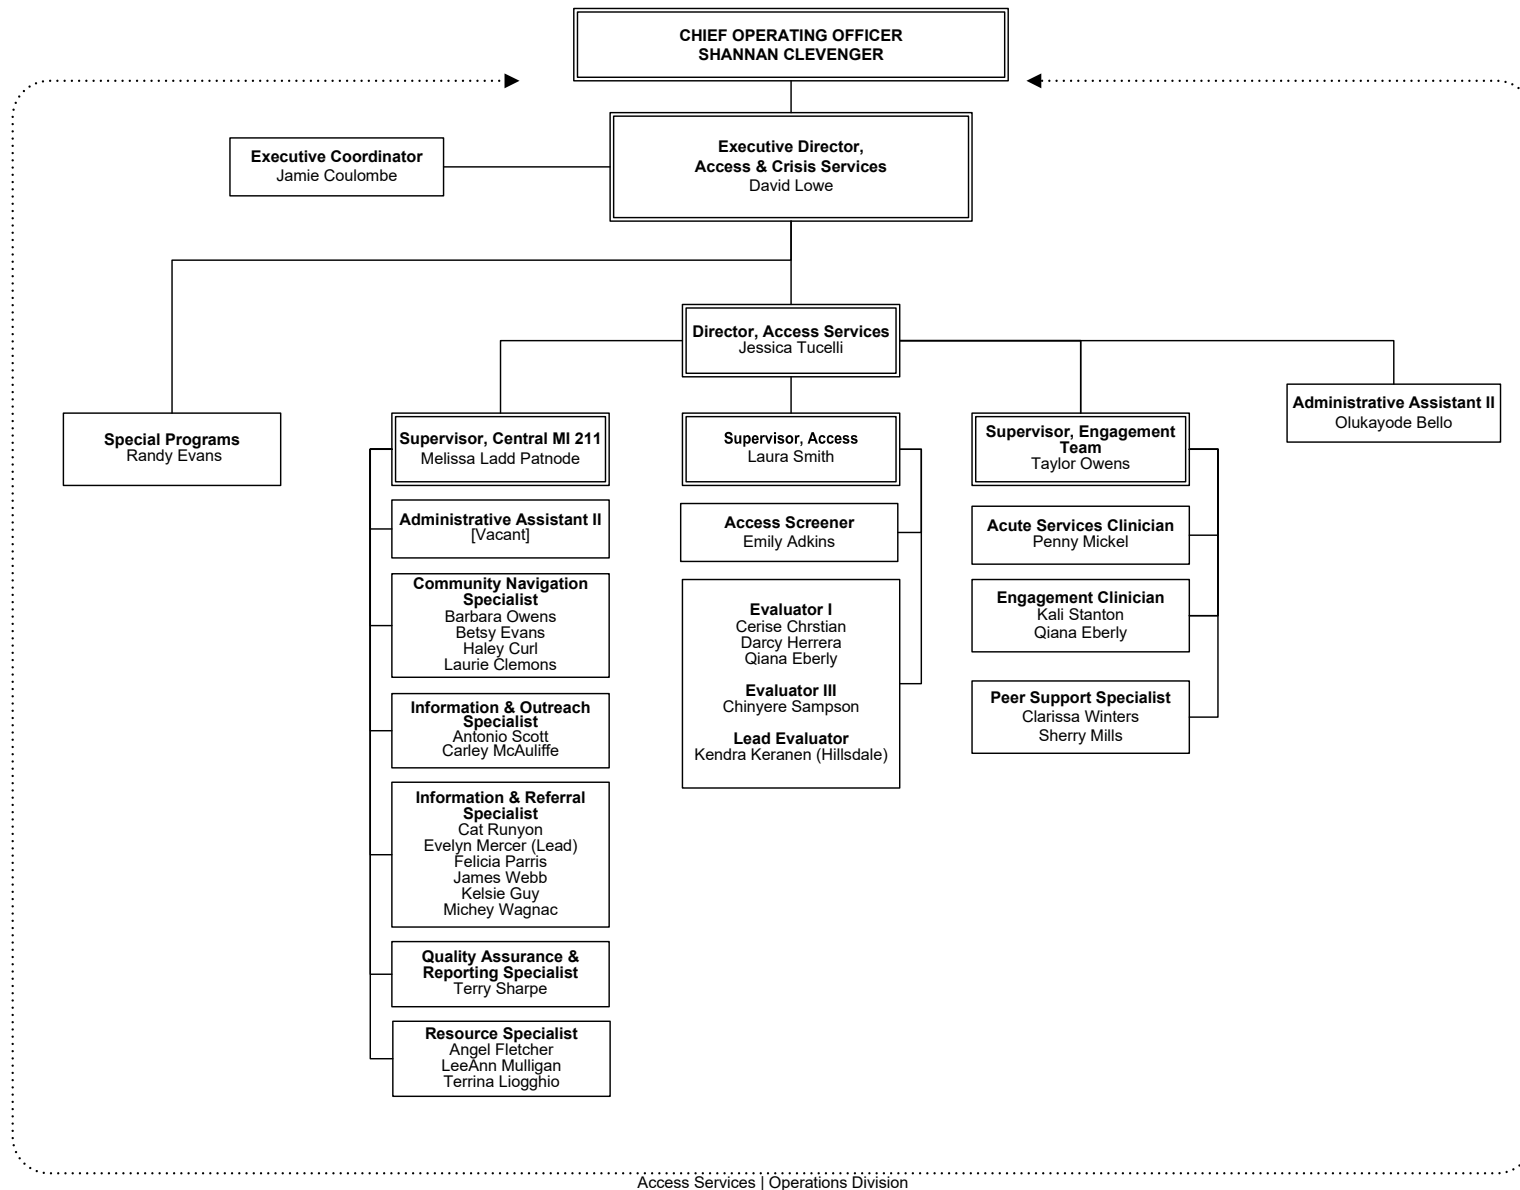 CHIEF OPERATING OFFICER
SHANNAN CLEVENGER
Executive Director,
Access & Crisis Services
David Lowe
Executive Coordinator
Jamie Coulombe
Director, Access Services
Jessica Tucelli
Special Programs
Randy Evans
Supervisor, Central MI 211
Melissa Ladd Patnode
Administrative Assistant II
[Vacant]
Community Navigation
Specialist
Barbara Owens
Betsy Evans
Haley Curl
Laurie Clemons
Information & Outreach
Specialist
Antonio Scott
Carley McAuliffe
Information & Referral
Specialist
Cat Runyon
Evelyn Mercer (Lead)
Felicia Parris
James Webb
Kelsie Guy
Michey Wagnac
Quality Assurance &
Reporting Specialist
Terry Sharpe
Resource Specialist
Angel Fletcher
LeeAnn Mulligan
Terrina Liogghio
Supervisor, Access
Laura Smith
Access Screener
Emily Adkins
Evaluator I
Cerise Chrstian
Darcy Herrera
Qiana Eberly
Evaluator III
Chinyere Sampson
Lead Evaluator
Kendra Keranen (Hillsdale)
Supervisor, Engagement
Team
Taylor Owens
Acute Services Clinician
Penny Mickel
Engagement Clinician
Kali Stanton
Qiana Eberly
Peer Support Specialist
Clarissa Winters
Sherry Mills
Administrative Assistant II
Olukayode Bello
Access Services | Operations Division